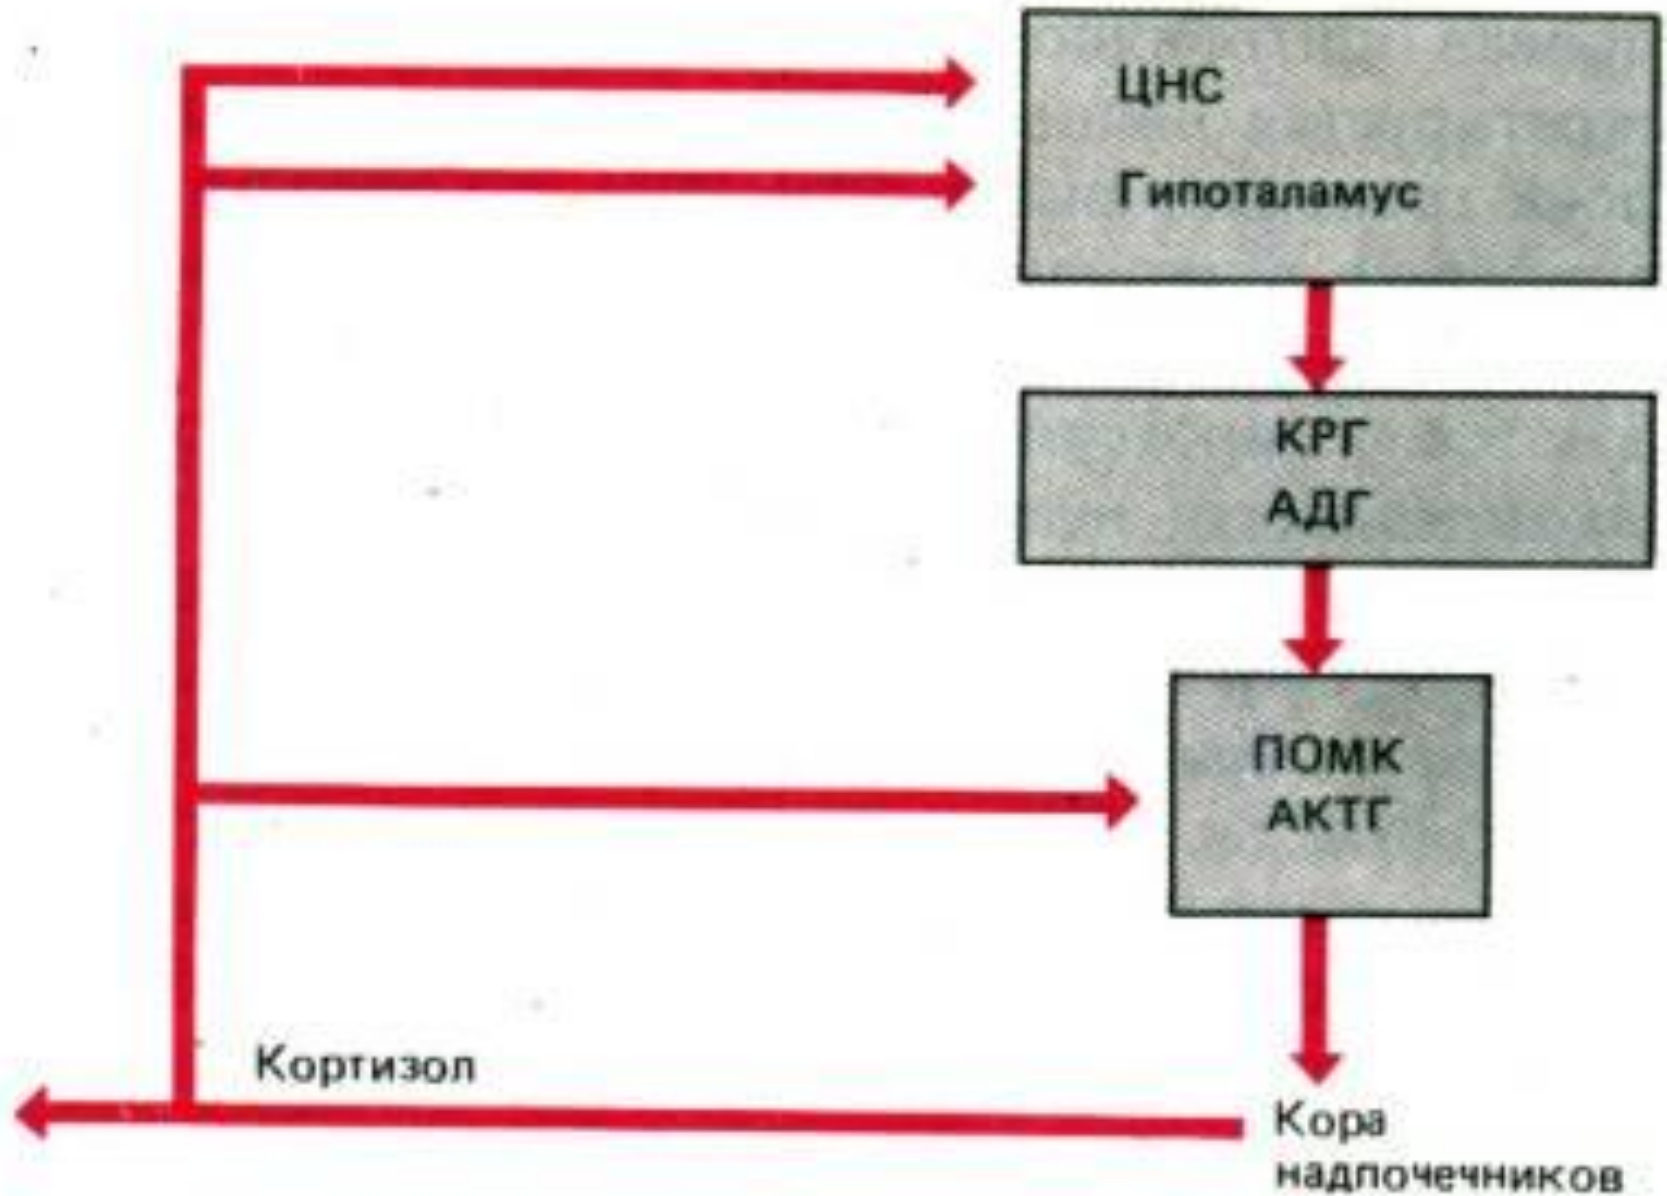 ЦНС
Гипоталамус
КРГ
АДГ
ПОМК
АКТГ
Кортизол
Кора
надпочечников